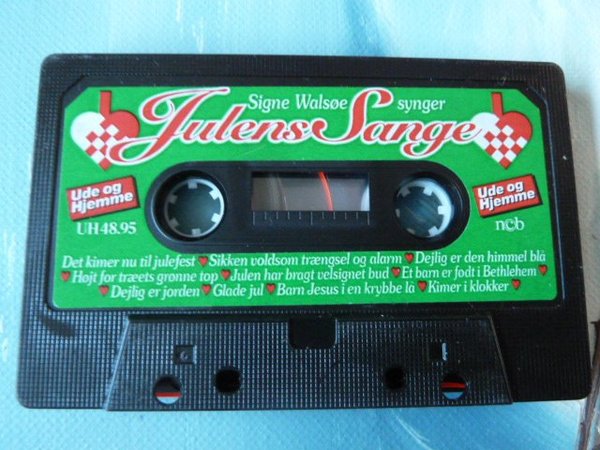 Signe Walsøe synger
Julens Sange
Ude og Hjemme
Ude og Hjemme
UH 48.95
ncb
Det kimer nu til julefest ♥ Sikken voldsom trængsel og alarm ♥ Dejlig er den himmel blå
♥ Højt for træets grønne top ♥ Julen har bragt velsignet bud ♥ Et barn er født i Bethlehem ♥
♥ Dejlig er jorden ♥ Glade jul ♥ Barn Jesus i en krybbe lå ♥ Kimer i klokker ♥